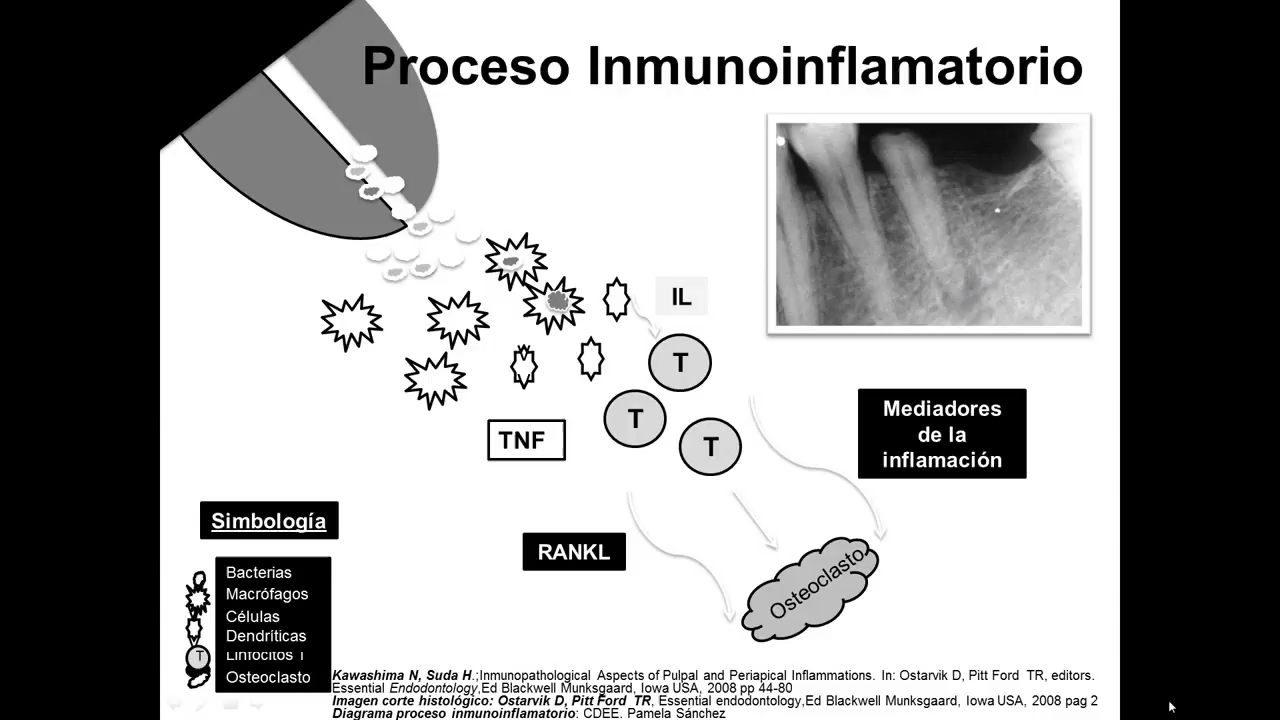 Proceso Inmunoinflamatorio
IL
T
T
T
TNF
Mediadores
de la
inflamación
RANKL
Osteoclasto
Simbología
Bacterias
Macrófagos
Células
Dendríticas
T
Linfocitos T
Osteoclasto
Kawashima N, Suda H.;Inmunopathological Aspects of Pulpal and Periapical Inflammations. In: Ostarvik D, Pitt Ford TR, editors.
Essential Endodontology,Ed Blackwell Munksgaard, Iowa USA, 2008 pp 44-80
Imagen corte histológico: Ostarvik D, Pitt Ford TR, Essential endodontology,Ed Blackwell Munksgaard, Iowa USA, 2008 pag 2
Diagrama proceso inmunoinflamatorio: CDEE. Pamela Sánchez